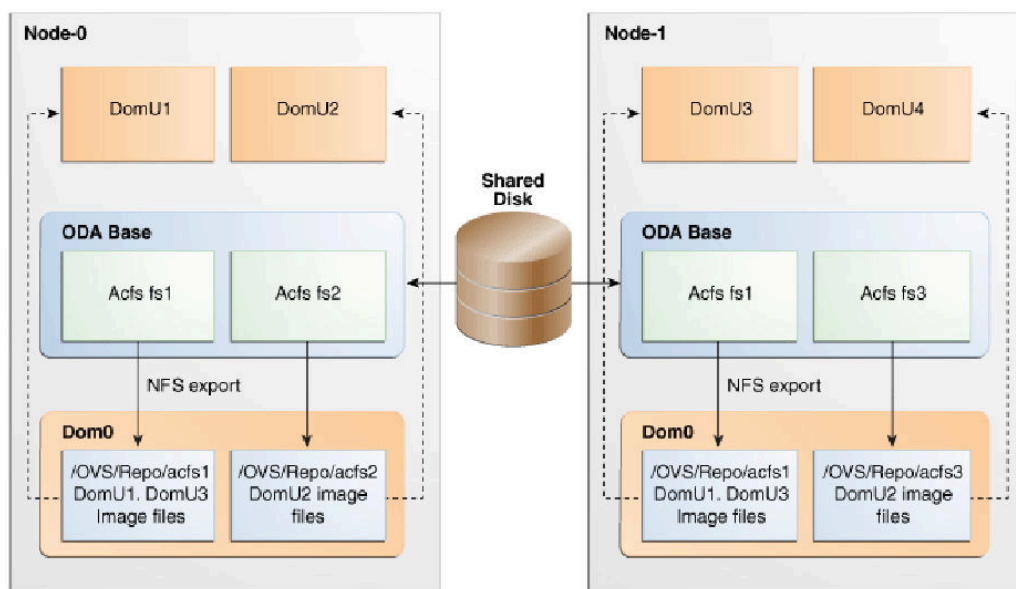 Node-0
DomU1
DomU2
ODA Base
Acfs fs1
Acfs fs2
NFS export
Dom0
/OVS/Repo/acfs1
DomU1. DomU3
Image files
/OVS/Repo/acfs2
DomU2 image
files
Shared
Disk
Node-1
DomU3
DomU4
ODA Base
Acfs fs1
Acfs fs3
NFS export
Dom0
/OVS/Repo/acfs1
DomU1. DomU3
Image files
/OVS/Repo/acfs3
DomU2 image
files